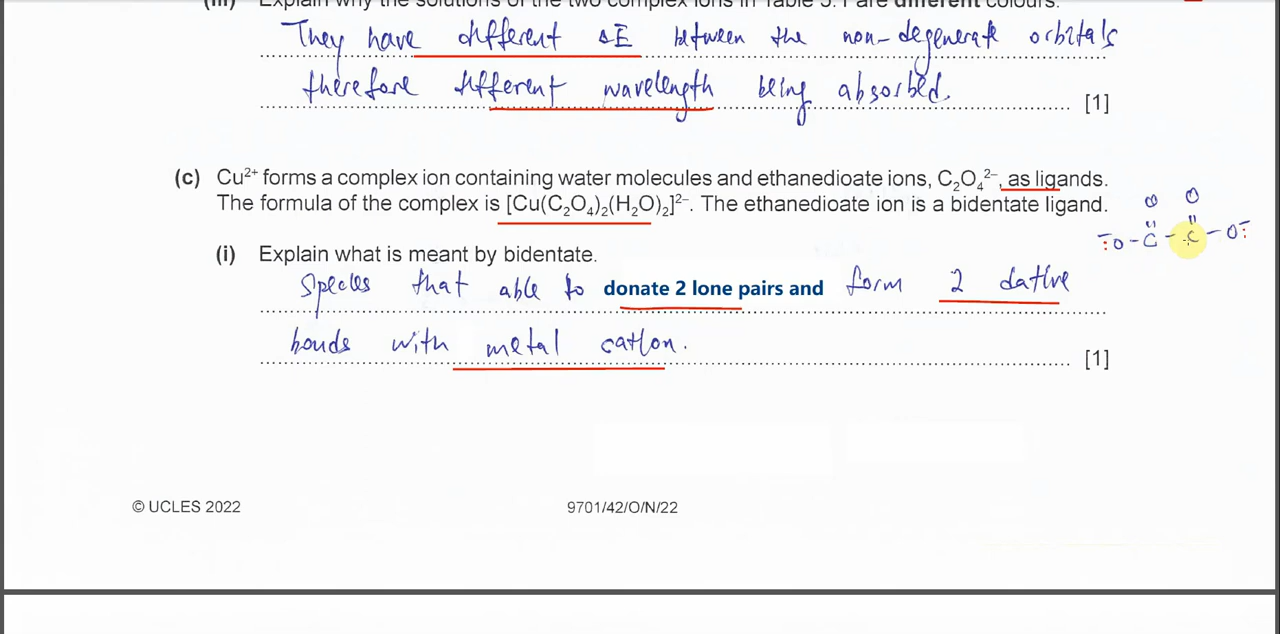 (iii) Explain why the solutions of the two complex ions in Table 3.1 are different colours.
They have different ΔE between the non-degenerate orbitals
therefore different wavelength being absorbed.
[1]
(c) Cu²⁺ forms a complex ion containing water molecules and ethanedioate ions, C₂O₄²⁻, as ligands.
The formula of the complex is [Cu(C₂O₄)₂(H₂O)₂]²⁻. The ethanedioate ion is a bidentate ligand.
O O
⁻:O-C-C-O:⁻
(i) Explain what is meant by bidentate.
Species that able to donate 2 lone pairs and form 2 dative
bonds with metal cation.
[1]
© UCLES 2022 9701/42/O/N/22